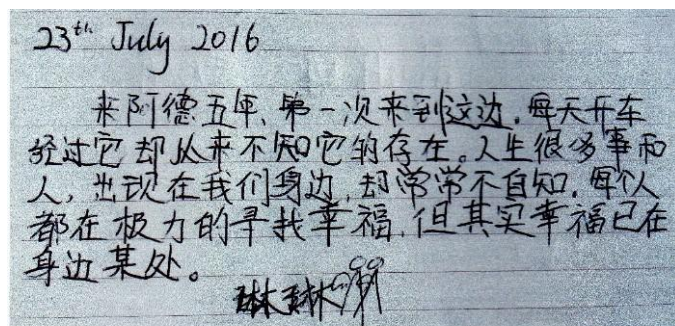 23th July 2016
来阿德五年,第一次来到这边.每天开车
经过它却从来不知它的存在。人生很多事和
人,出现在我们身边,却常常不自知.每个人
都在极力的寻找幸福,但其实幸福已在
身边某处。
琳琳